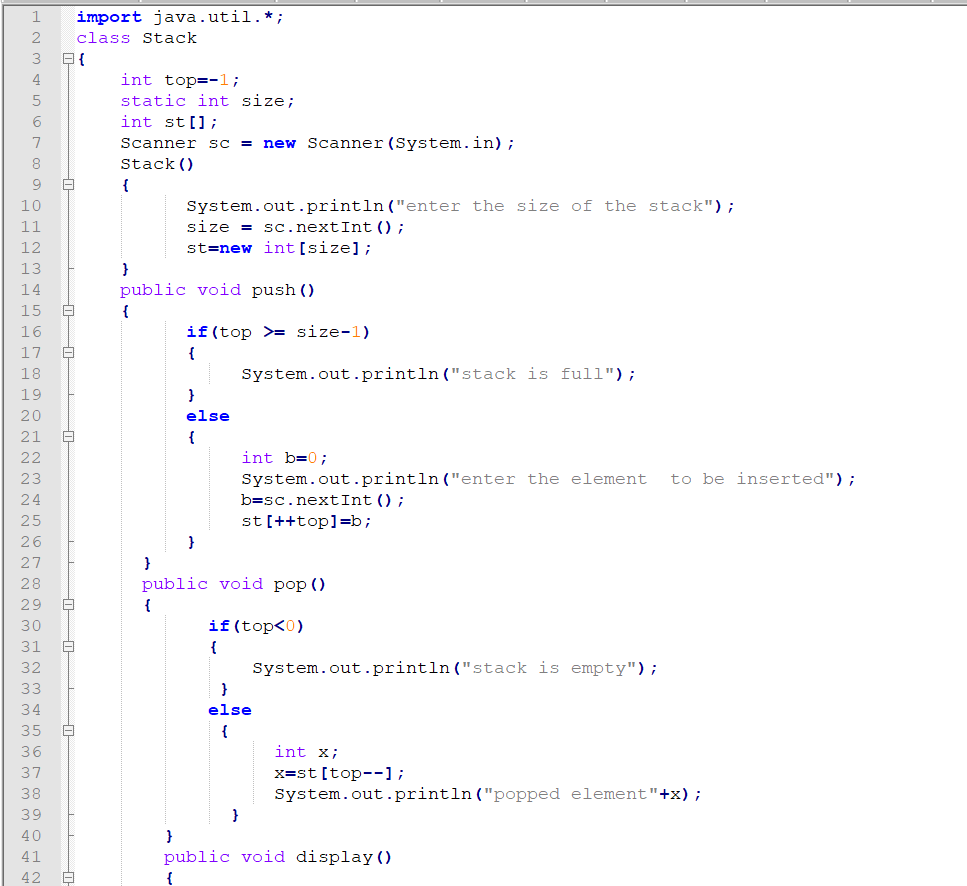 1 import java.util.*;
2 class Stack
3 {
4 int top=-1;
5 static int size;
6 int st[];
7 Scanner sc = new Scanner(System.in);
8 Stack()
9 {
10 System.out.println("enter the size of the stack");
11 size = sc.nextInt();
12 st=new int[size];
13 }
14 public void push()
15 {
16 if(top >= size-1)
17 {
18 System.out.println("stack is full");
19 }
20 else
21 {
22 int b=0;
23 System.out.println("enter the element  to be inserted");
24 b=sc.nextInt();
25 st[++top]=b;
26 }
27 }
28 public void pop()
29 {
30 if(top<0)
31 {
32 System.out.println("stack is empty");
33 }
34 else
35 {
36 int x;
37 x=st[top--];
38 System.out.println("popped element"+x);
39 }
40 }
41 public void display()
42 {